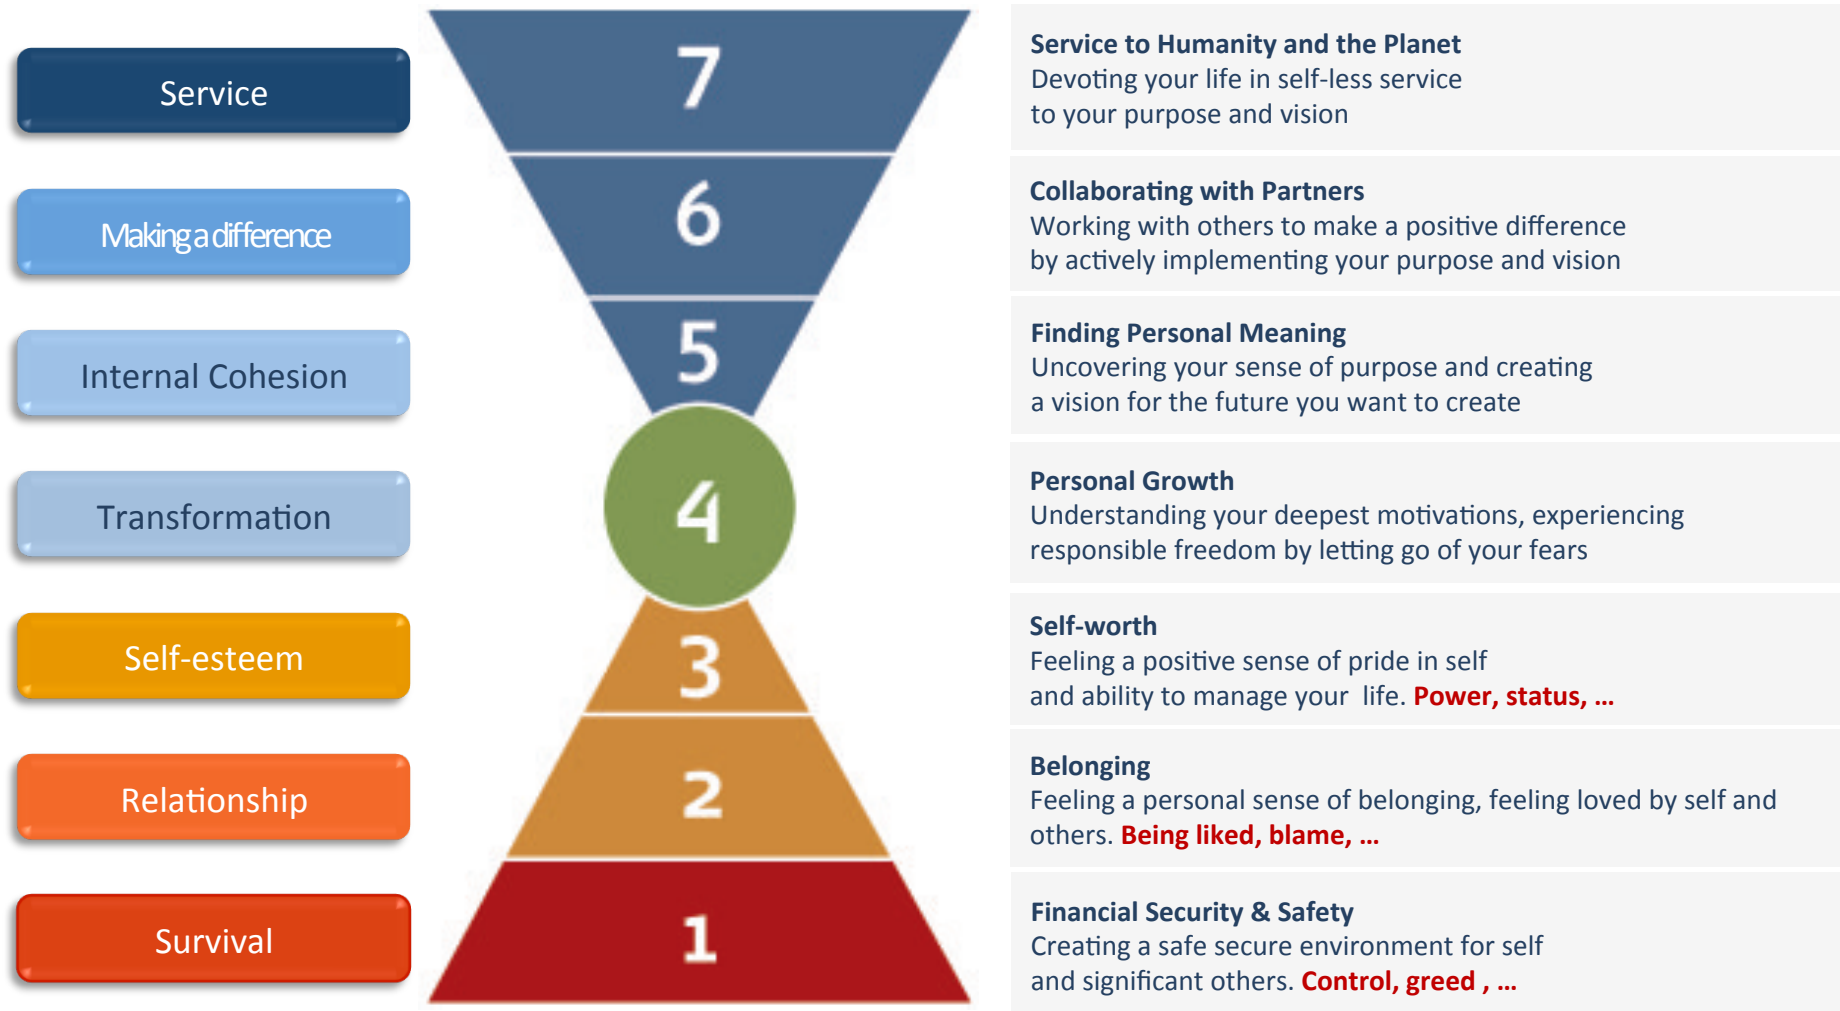 Service
7
Service to Humanity and the Planet
Devoting your life in self-less service
to your purpose and vision
Making a difference
6
Collaborating with Partners
Working with others to make a positive difference
by actively implementing your purpose and vision
Internal Cohesion
5
Finding Personal Meaning
Uncovering your sense of purpose and creating
a vision for the future you want to create
Transformation
4
Personal Growth
Understanding your deepest motivations, experiencing
responsible freedom by letting go of your fears
Self-esteem
3
Self-worth
Feeling a positive sense of pride in self
and ability to manage your  life. Power, status, ...
Relationship
2
Belonging
Feeling a personal sense of belonging, feeling loved by self and
others. Being liked, blame, ...
Survival
1
Financial Security & Safety
Creating a safe secure environment for self
and significant others. Control, greed , ...